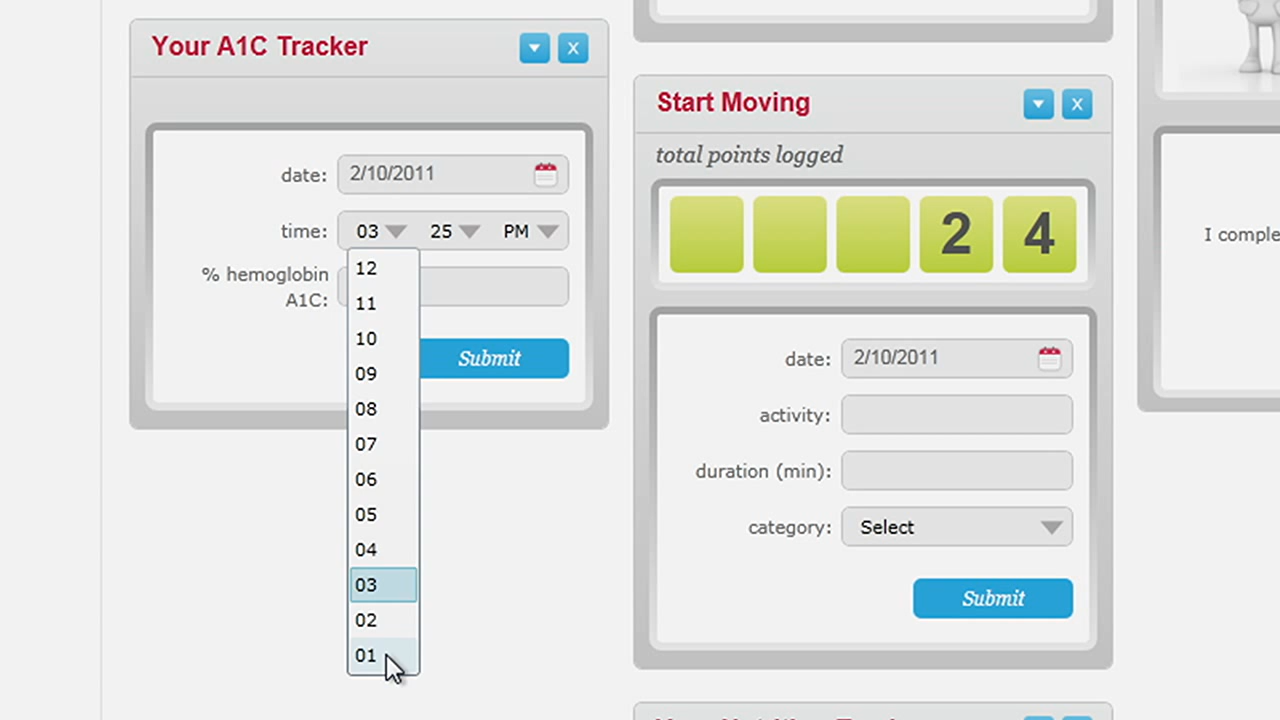 Your A1C Tracker
X
date: 2/10/2011
time: 03 25 PM
% hemoglobin
A1C:
Submit
12
11
10
09
08
07
06
05
04
03
02
01
Start Moving
X
total points logged
2 4
date: 2/10/2011
activity:
duration (min):
category: Select
Submit
I comple